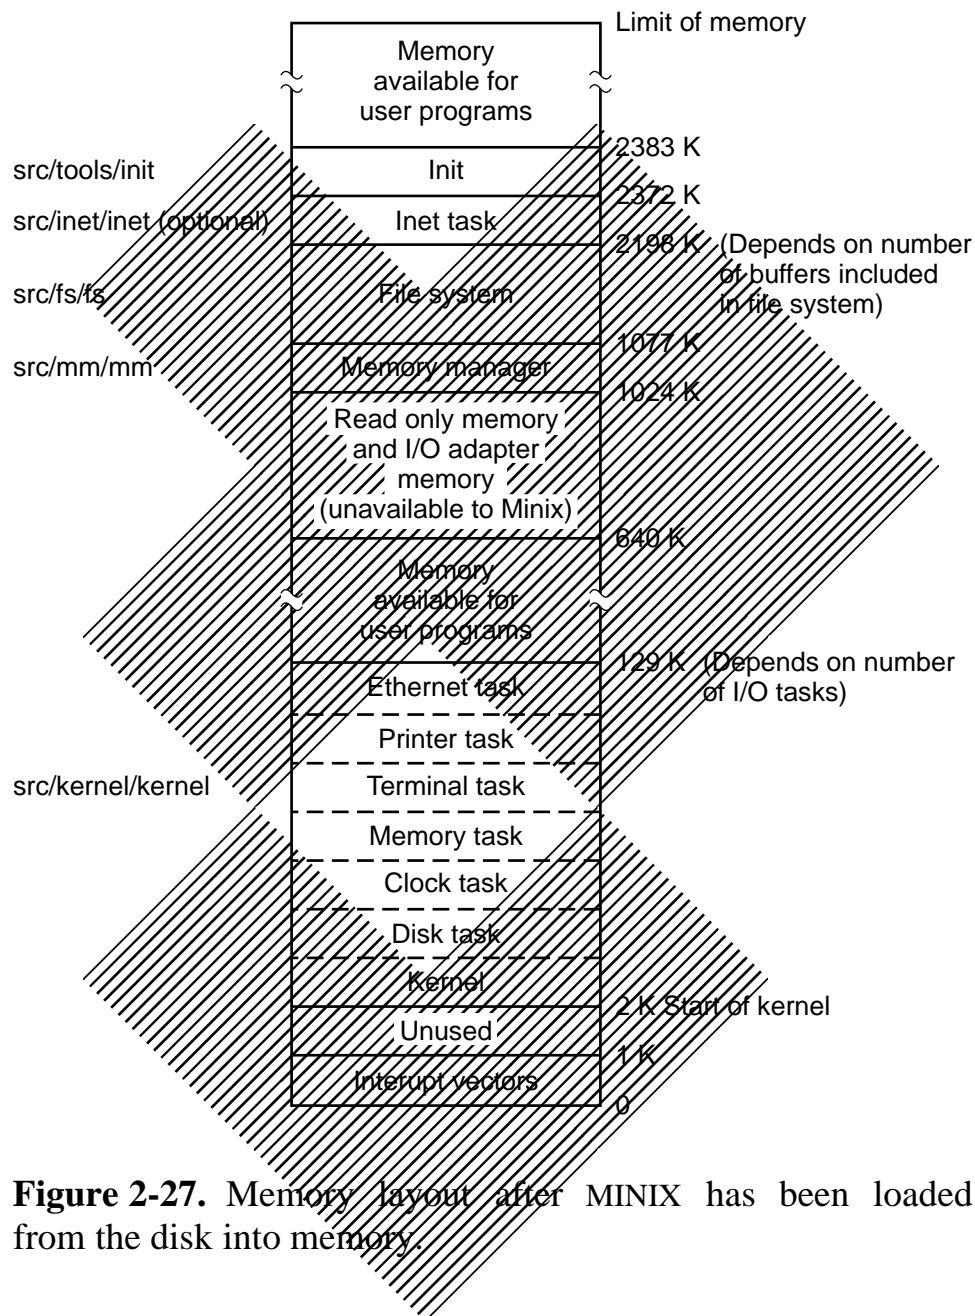 Limit of memory
Memory
available for
user programs
2383 K
src/tools/init
Init
2372 K
src/inet/inet (optional)
Inet task
2198 K (Depends on number
of buffers included
in file system)
src/fs/fs
File system
1077 K
src/mm/mm
Memory manager
1024 K
Read only memory
and I/O adapter
memory
(unavailable to Minix)
640 K
Memory
available for
user programs
129 K (Depends on number
of I/O tasks)
Ethernet task
Printer task
src/kernel/kernel
Terminal task
Memory task
Clock task
Disk task
Kernel
2 K Start of kernel
Unused
1 K
Interupt vectors
0
Figure 2-27. Memory layout after MINIX has been loaded
from the disk into memory.